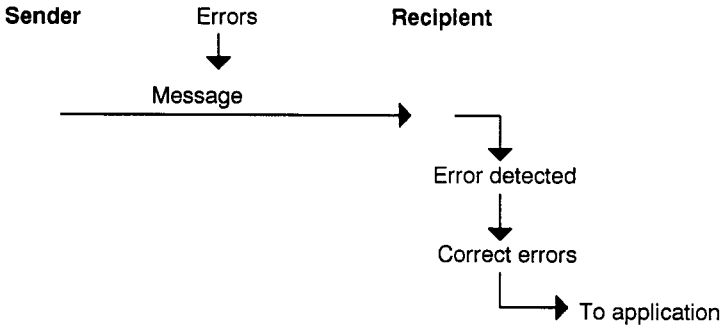 Sender Errors Recipient
Message
Error detected
Correct errors
To application